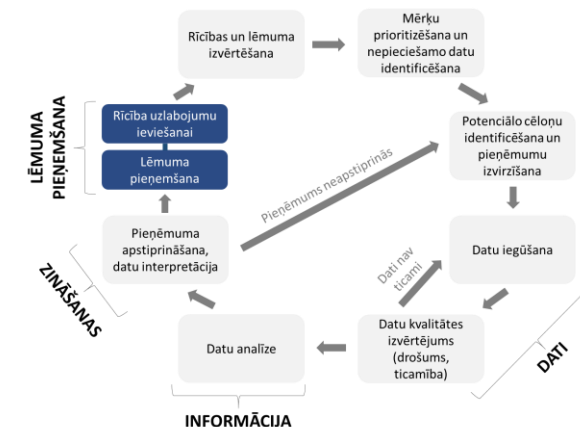 Rīcības un lēmuma
izvērtēšana
Mērķu
prioritizēšana un
nepieciešamo datu
identificēšana
Potenciālo cēloņu
identificēšana un
pieņēmumu
izvirzīšana
Datu iegūšana
Datu kvalitātes
izvērtējums
(drošums,
ticamība)
Dati nav
ticami
Datu analīze
Pieņēmuma
apstiprināšana,
datu interpretācija
Pieņēmums neapstiprinās
Lēmuma
pieņemšana
Rīcība uzlabojumu
ieviešanai
LĒMUMA
PIEŅEMŠANA
ZINĀŠANAS
INFORMĀCIJA
DATI